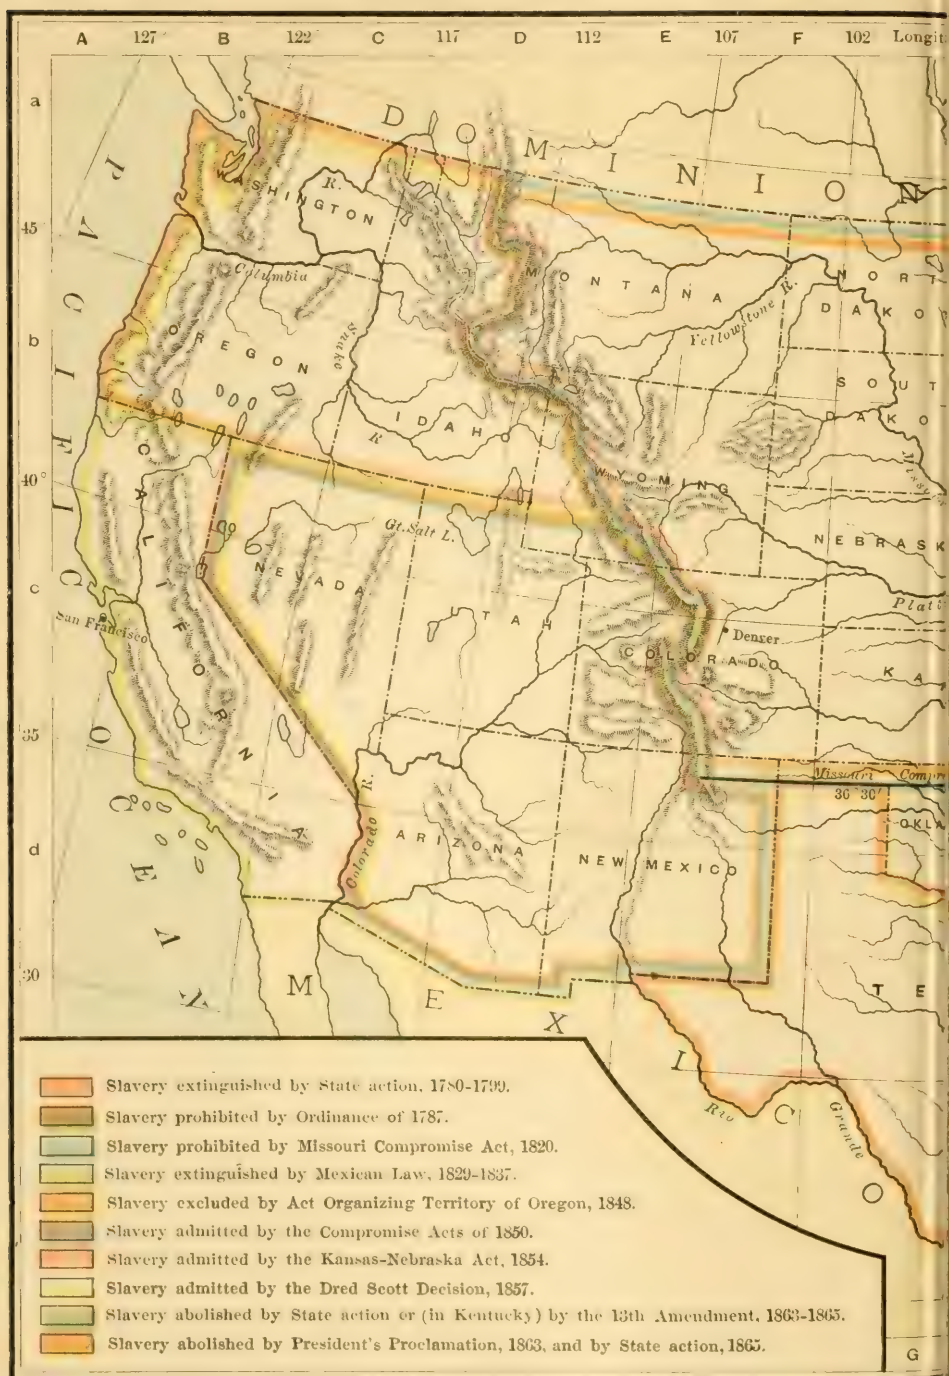 A 127 B 122 C 117 D 112 E 107 F 102 Longit
a
45
b
40°
c
35
d
30
PACIFIC
OCEAN
DOMINION
WASHINGTON
R.
Columbia
OREGON
Snake
R
IDAHO
MONTANA
Yellowstone R.
NORT
DAKO
SOUT
DAKO
Miss
WYOMING
NEBRASK
Platt
Gt. Salt L.
NEVADA
UTAH
Denver
COLORADO
KA
CALIFORNIA
San Francisco
Missouri Compr
36°30'
OKLA
Colorado R.
ARIZONA
NEW MEXICO
TE
MEXICO
Rio Grande
Slavery extinguished by State action, 1780-1799.
Slavery prohibited by Ordinance of 1787.
Slavery prohibited by Missouri Compromise Act, 1820.
Slavery extinguished by Mexican Law, 1829-1837.
Slavery excluded by Act Organizing Territory of Oregon, 1848.
Slavery admitted by the Compromise Acts of 1850.
Slavery admitted by the Kansas-Nebraska Act, 1854.
Slavery admitted by the Dred Scott Decision, 1857.
Slavery abolished by State action or (in Kentucky) by the 13th Amendment, 1863-1865.
Slavery abolished by President's Proclamation, 1863, and by State action, 1865.
G